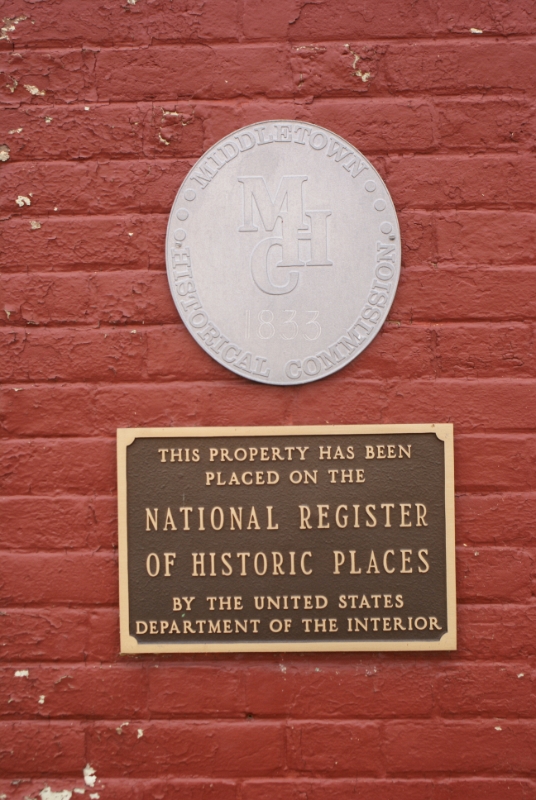 MIDDLETOWN
MHC
1833
HISTORICAL COMMISSION
THIS PROPERTY HAS BEEN
PLACED ON THE
NATIONAL REGISTER
OF HISTORIC PLACES
BY THE UNITED STATES
DEPARTMENT OF THE INTERIOR